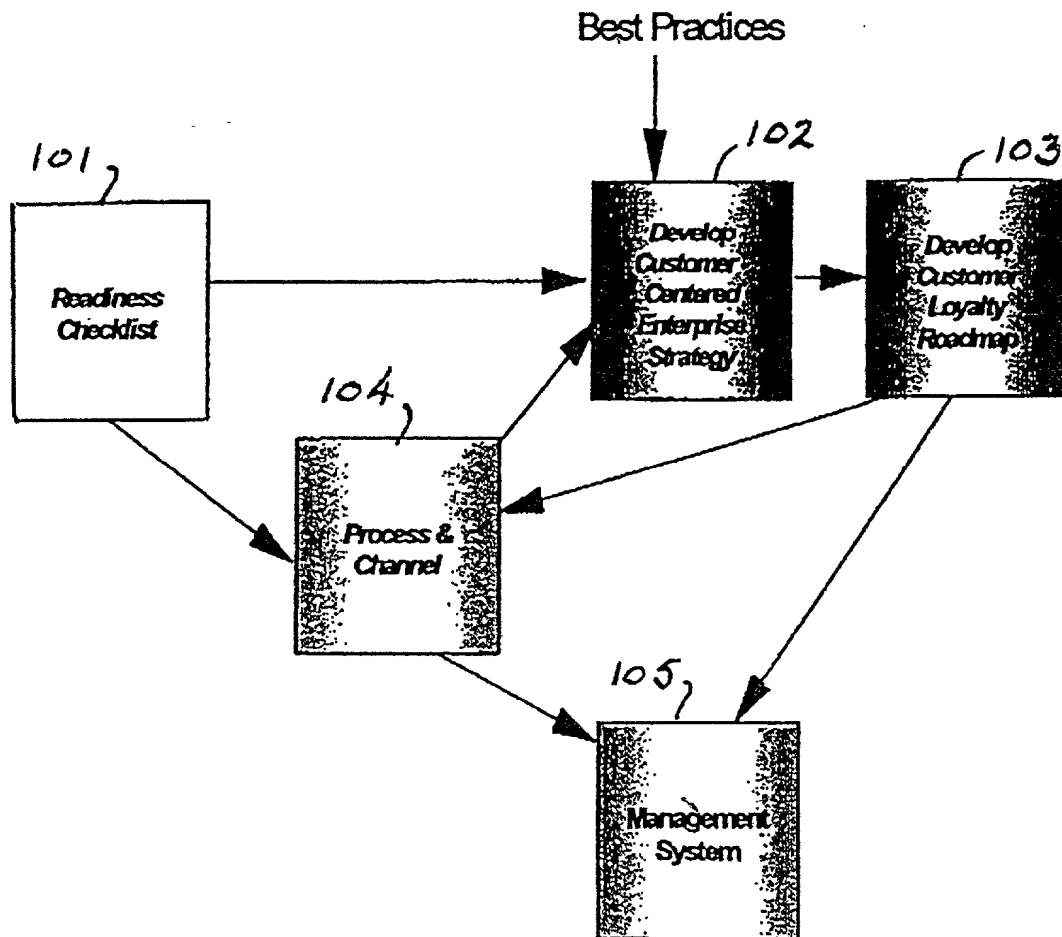 Best Practices
101
102
103
Readiness
Checklist
Develop
Customer
Centered
Enterprise
Strategy
Develop
Customer
Loyalty
Roadmap
104
Process &
Channel
105
Management
System